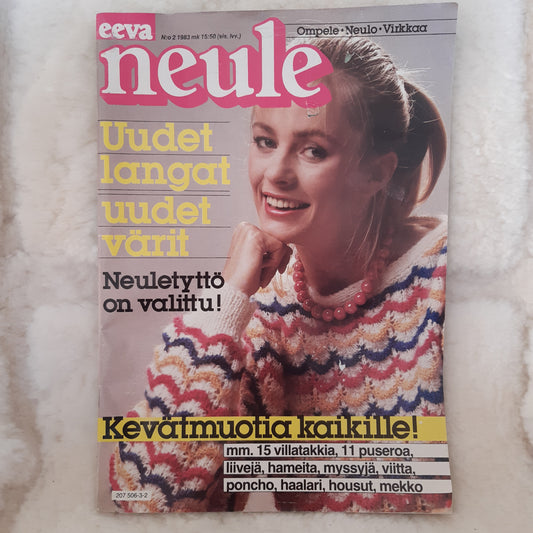 eeva
N:o 2 1983 mk 15:50 (sis. lvv.)
Ompele • Neulo • Virkkaa
neule
Uudet
langat
uudet
värit
Neuletyttö
on valittu!
Kevätmuotia kaikille!
mm. 15 villatakkia, 11 puseroa,
liivejä, hameita, myssyjä, viitta,
poncho, haalari, housut, mekko
207 506-3-2